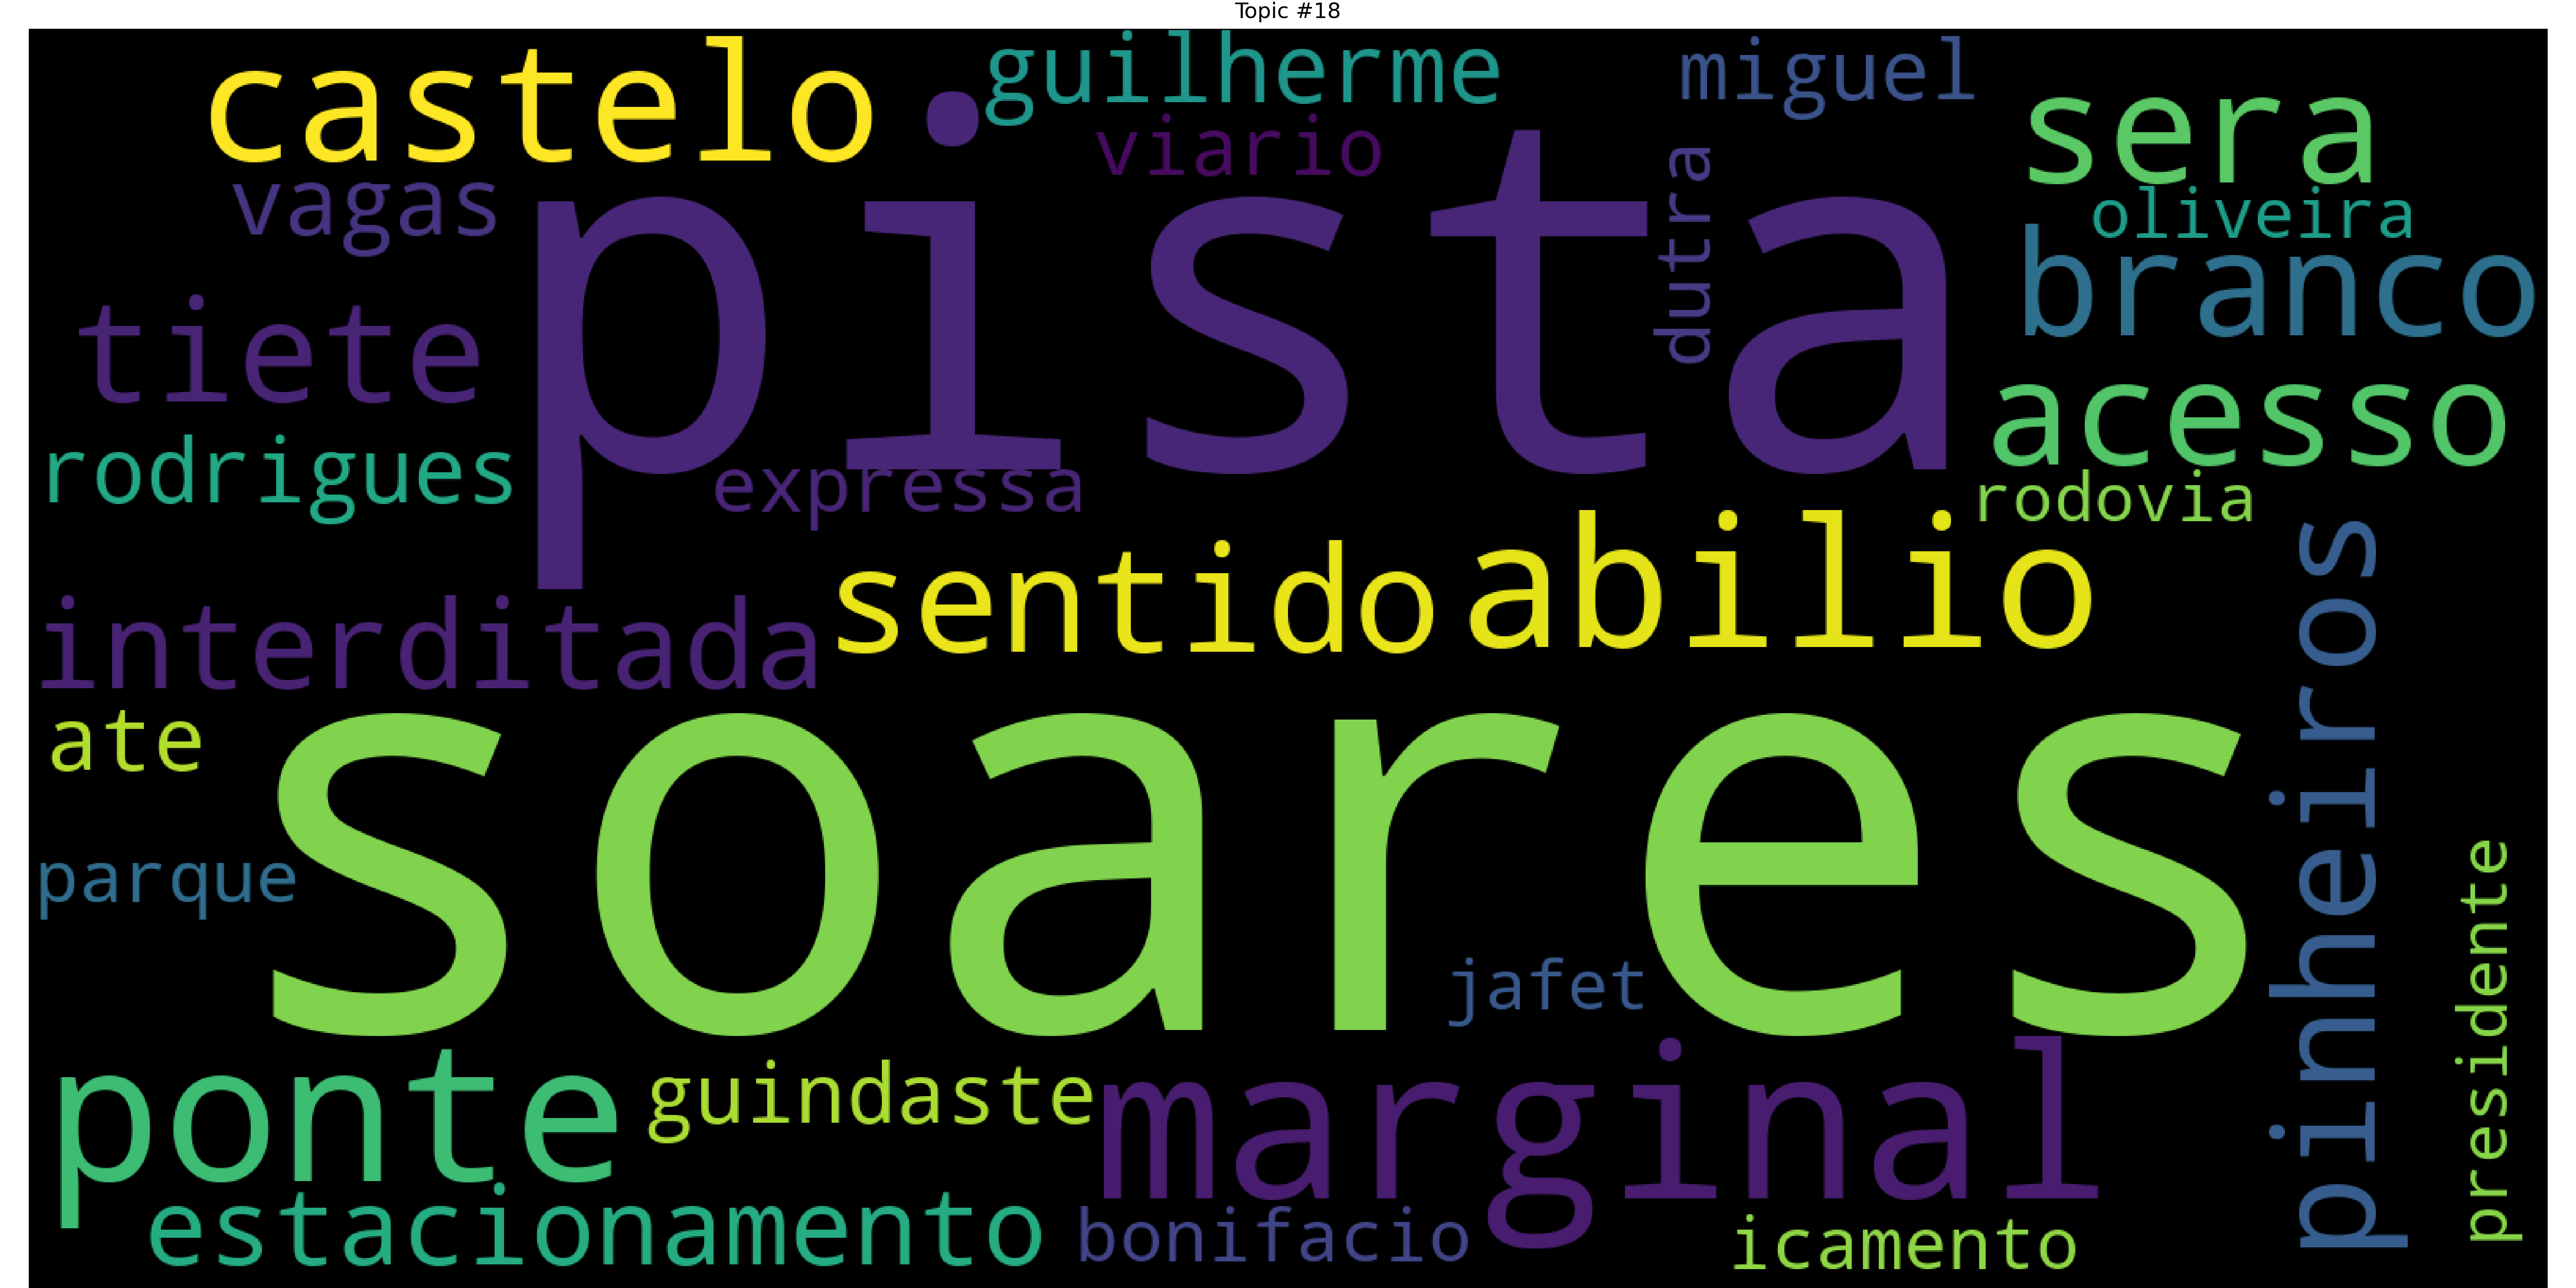 Topic #18
castelo
guilherme
miguel
sera
viario
vagas
pista
dutra
oliveira
branco
tiete
acesso
rodrigues
expressa
rodovia
sentido
abilio
interditada
pinheiros
ate
soares
parque
jafet
presidente
ponte
guindaste
marginal
estacionamento
bonifacio
icamento